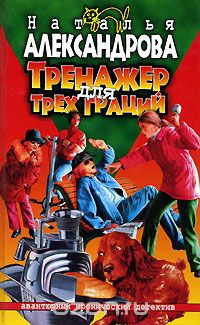 Наталья
АЛЕКСАНДРОВА
ТРЕНАЖЕР
ДЛЯ
ТРЕХ ГРАЦИЙ
авантюрный иронический детектив